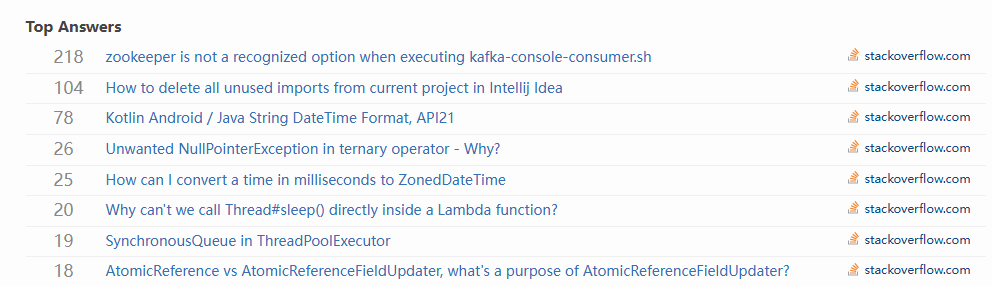 Top Answers
218 zookeeper is not a recognized option when executing kafka-console-consumer.sh stackoverflow.com
104 How to delete all unused imports from current project in Intellij Idea stackoverflow.com
78 Kotlin Android / Java String DateTime Format, API21 stackoverflow.com
26 Unwanted NullPointerException in ternary operator - Why? stackoverflow.com
25 How can I convert a time in milliseconds to ZonedDateTime stackoverflow.com
20 Why can't we call Thread#sleep() directly inside a Lambda function? stackoverflow.com
19 SynchronousQueue in ThreadPoolExecutor stackoverflow.com
18 AtomicReference vs AtomicReferenceFieldUpdater, what's a purpose of AtomicReferenceFieldUpdater? stackoverflow.com